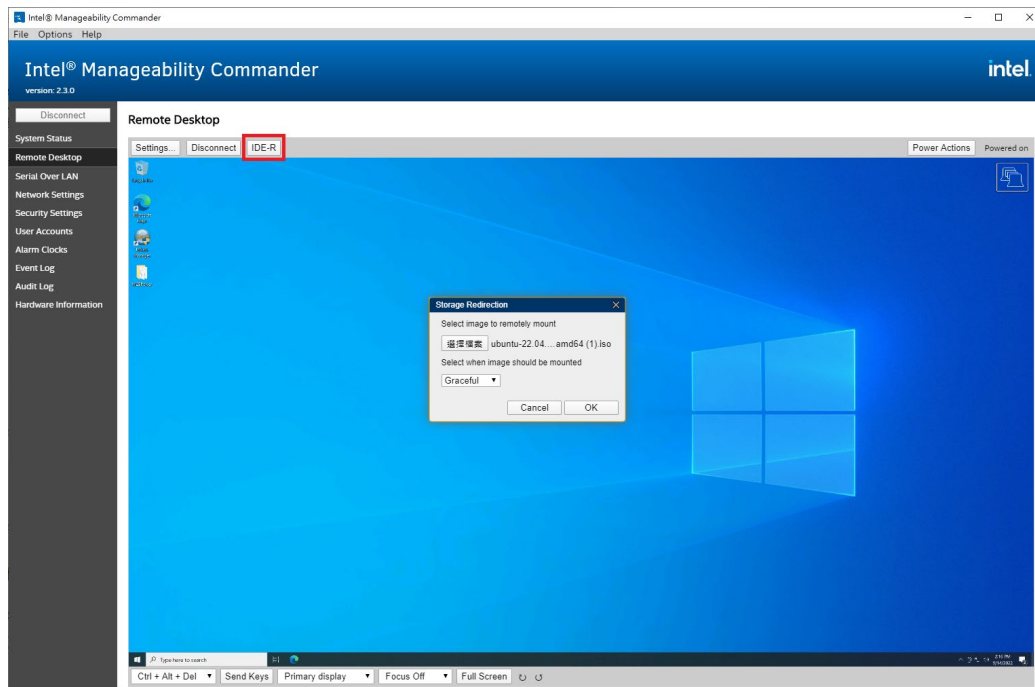 Intel® Manageability Commander
File Options Help
Intel® Manageability Commander
intel.
version: 2.3.0
Disconnect
Remote Desktop
System Status
Remote Desktop
Serial Over LAN
Network Settings
Security Settings
User Accounts
Alarm Clocks
Event Log
Audit Log
Hardware Information
Settings... Disconnect IDE-R Power Actions Powered on
Storage Redirection
Select image to remotely mount
選擇檔案 ubuntu-22.04....amd64 (1).iso
Select when image should be mounted
Graceful
Cancel OK
Type here to search
Ctrl + Alt + Del Send Keys Primary display Focus Off Full Screen